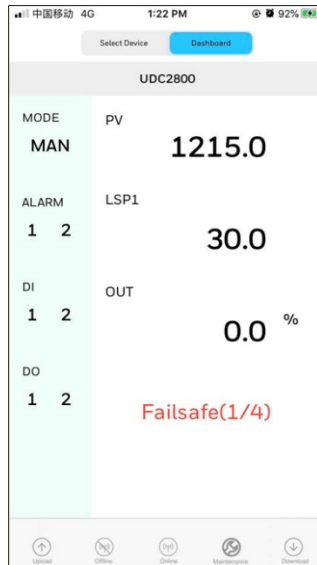 中国移动 4G 1:22 PM 92%
Select Device Dashboard
UDC2800
MODE
MAN
PV
1215.0
ALARM
1 2
LSP1
30.0
DI
1 2
OUT
0.0 %
DO
1 2
Failsafe(1/4)
Upload Offline Online Maintenance Download